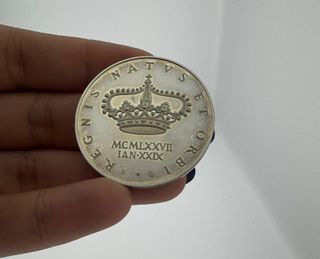 REGNIS NATVS ET ORBI
MCMLXXVII
IAN·XXIX